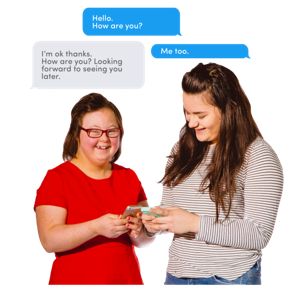 Hello.
How are you?
I'm ok thanks.
How are you? Looking
forward to seeing you
later.
Me too.